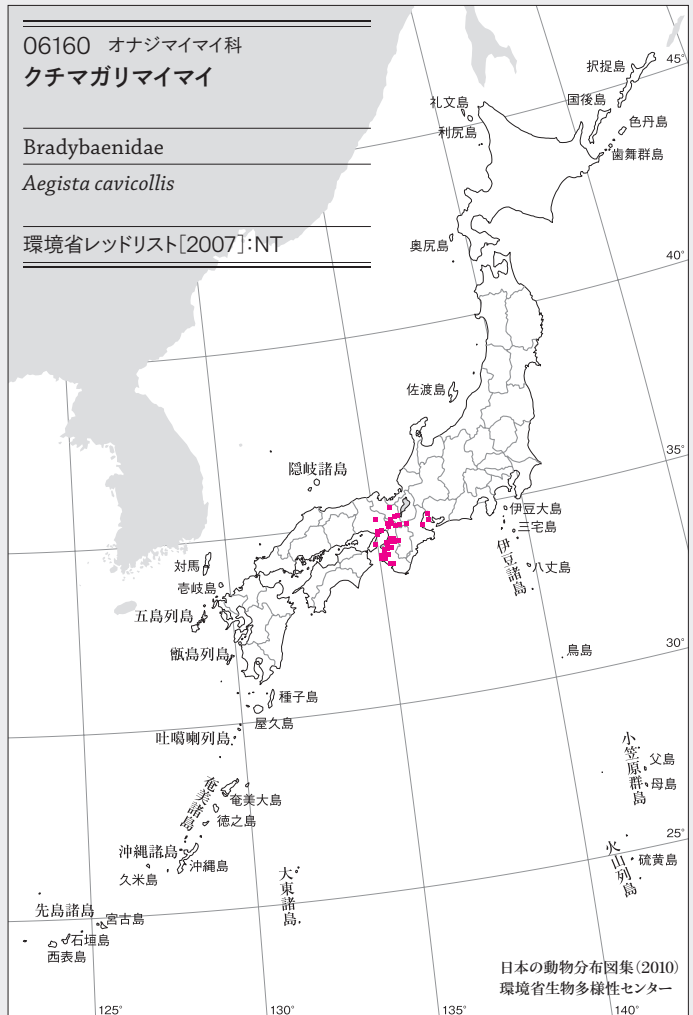 06160 オナジマイマイ科
クチマガリマイマイ
Bradybaenidae
Aegista cavicollis
環境省レッドリスト[2007]:NT
択捉島
45°
礼文島
国後島
色丹島
利尻島
歯舞群島
奥尻島
40°
佐渡島
35°
隠岐諸島
伊豆大島
三宅島
伊豆諸島
八丈島
対馬
壱岐島
五島列島
鳥島
30°
甑島列島
種子島
屋久島
吐噶喇列島
小笠原群島
父島
母島
奄美諸島
奄美大島
徳之島
25°
沖縄諸島
沖縄島
火山列島
硫黄島
久米島
大東諸島
先島諸島
宮古島
石垣島
西表島
日本の動物分布図集(2010)
環境省生物多様性センター
125°
130°
135°
140°